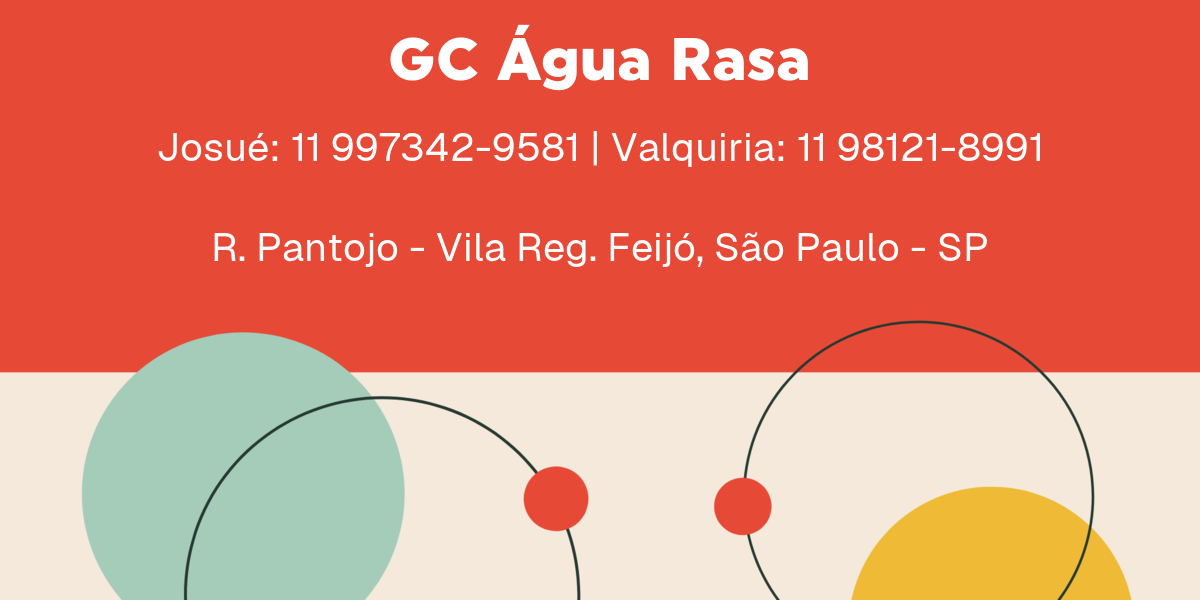 GC Água Rasa
Josué: 11 997342-9581 | Valquiria: 11 98121-8991
R. Pantojo - Vila Reg. Feijó, São Paulo - SP